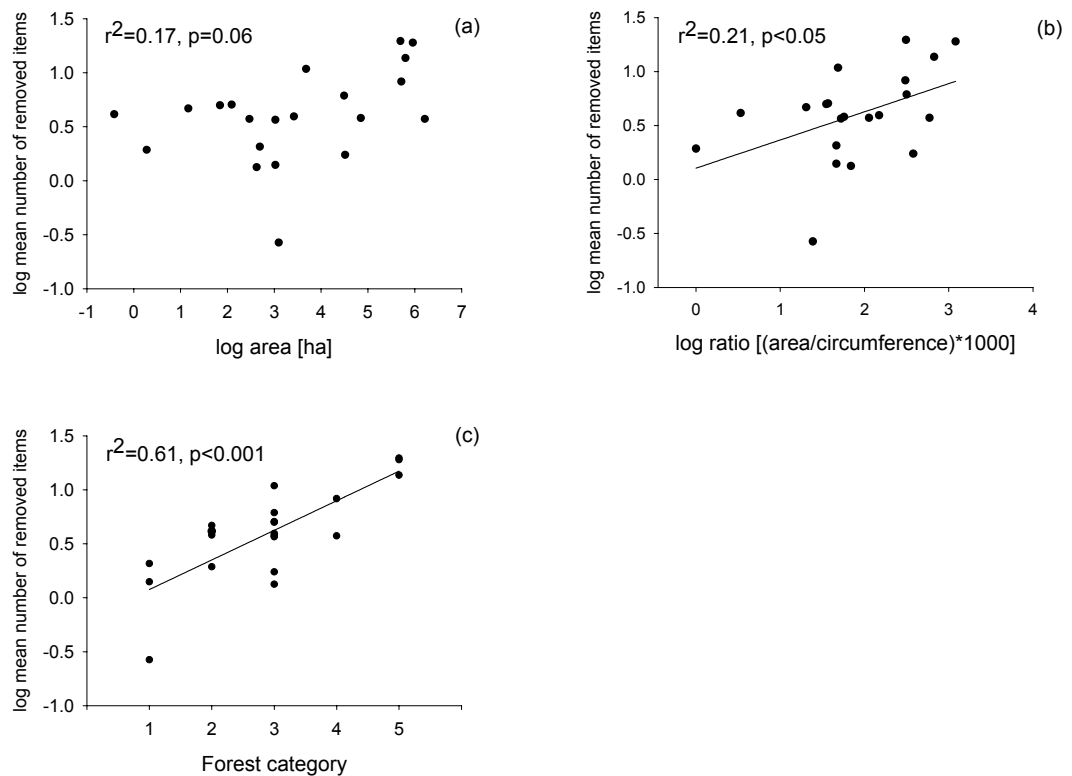 (a)
r²=0.17, p=0.06
log mean number of removed items
1.5
1.0
0.5
0.0
-0.5
-1.0
-1 0 1 2 3 4 5 6 7
log area [ha]
(b)
r²=0.21, p<0.05
log mean number of removed items
1.5
1.0
0.5
0.0
-0.5
-1.0
0 1 2 3 4
log ratio [(area/circumference)*1000]
(c)
r²=0.61, p<0.001
log mean number of removed items
1.5
1.0
0.5
0.0
-0.5
-1.0
1 2 3 4 5
Forest category